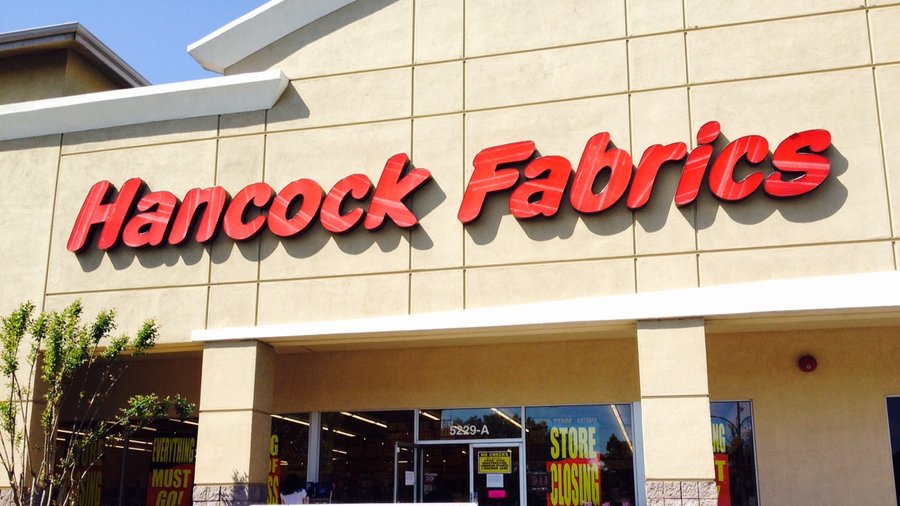 Hancock Fabrics
5229-A
NO CHECKS
EVERYTHING
MUST
GO!
STORE
CLOSING